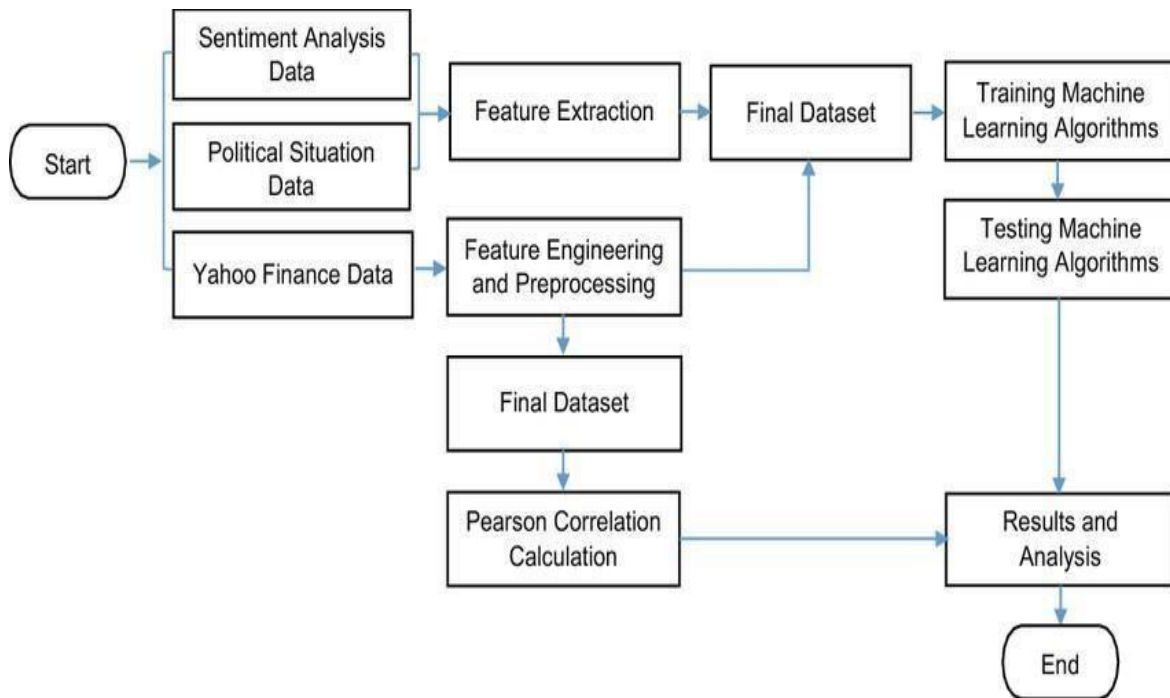 Start
Sentiment Analysis
Data
Political Situation
Data
Yahoo Finance Data
Feature Extraction
Feature Engineering
and Preprocessing
Final Dataset
Pearson Correlation
Calculation
Final Dataset
Training Machine
Learning Algorithms
Testing Machine
Learning Algorithms
Results and
Analysis
End